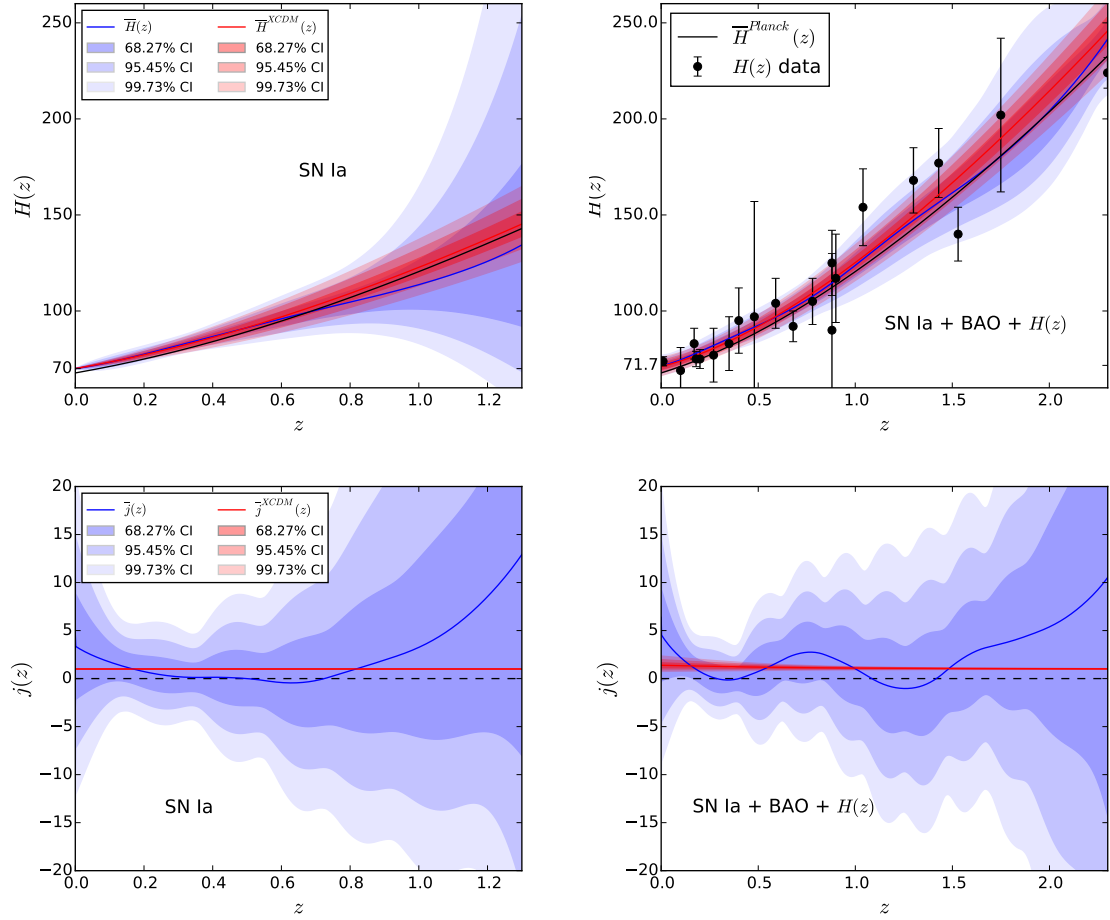 H̅(z) H̅^XCDM(z)
68.27% CI 68.27% CI
95.45% CI 95.45% CI
99.73% CI 99.73% CI
SN Ia
H(z)
250
200
150
100
70
0.0 0.2 0.4 0.6 0.8 1.0 1.2
z
H̅^Planck(z)
H(z) data
SN Ia + BAO + H(z)
H(z)
250.0
200.0
150.0
100.0
71.7
0.0 0.5 1.0 1.5 2.0
z
j̅(z) j̅^XCDM(z)
68.27% CI 68.27% CI
95.45% CI 95.45% CI
99.73% CI 99.73% CI
SN Ia
j(z)
20
15
10
5
0
−5
−10
−15
−20
0.0 0.2 0.4 0.6 0.8 1.0 1.2
z
SN Ia + BAO + H(z)
j(z)
20
15
10
5
0
−5
−10
−15
−20
0.0 0.5 1.0 1.5 2.0
z